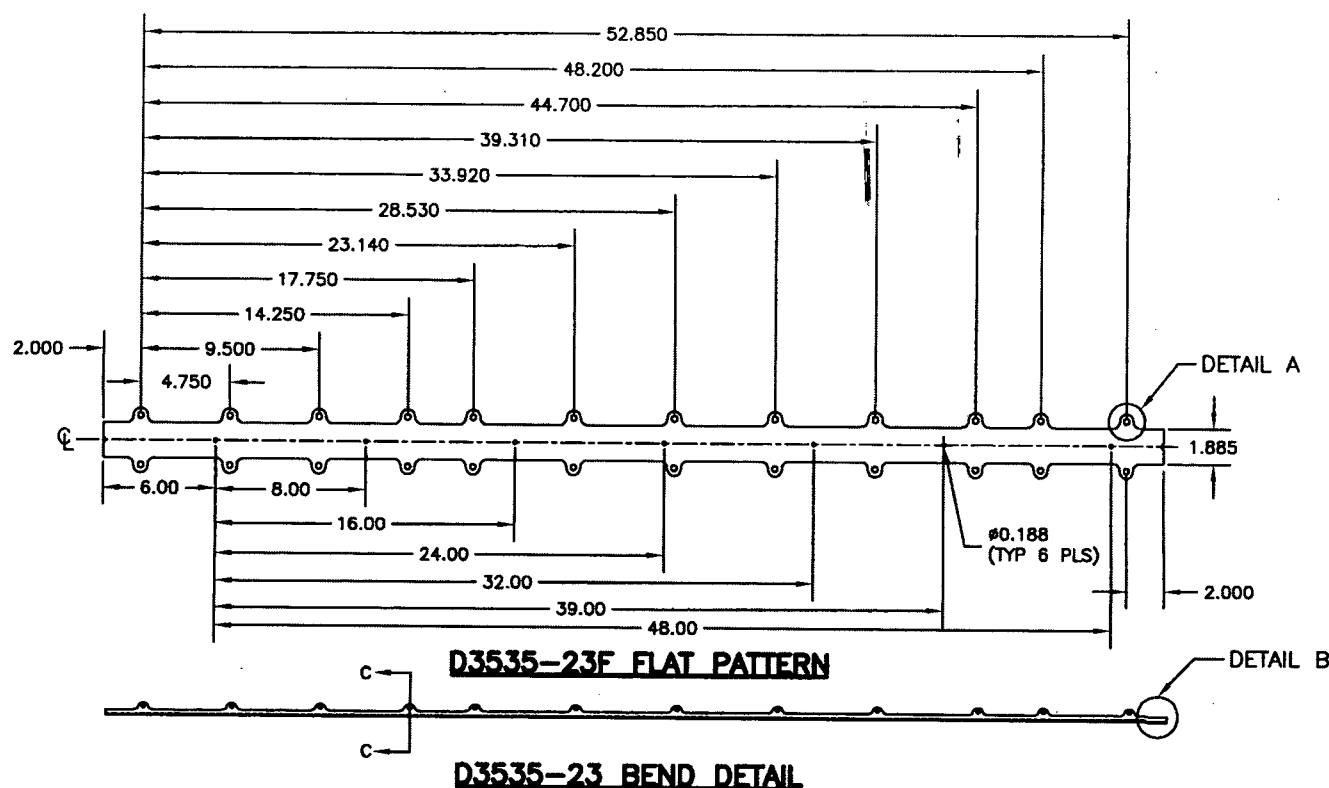 52.850
48.200
44.700
39.310
33.920
28.530
23.140
17.750
14.250
2.000
9.500
4.750
DETAIL A
℄
1.885
6.00
8.00
16.00
ø0.188
(TYP 6 PLS)
24.00
32.00
2.000
39.00
48.00
D3535-23F FLAT PATTERN
DETAIL B
C
C
D3535-23 BEND DETAIL